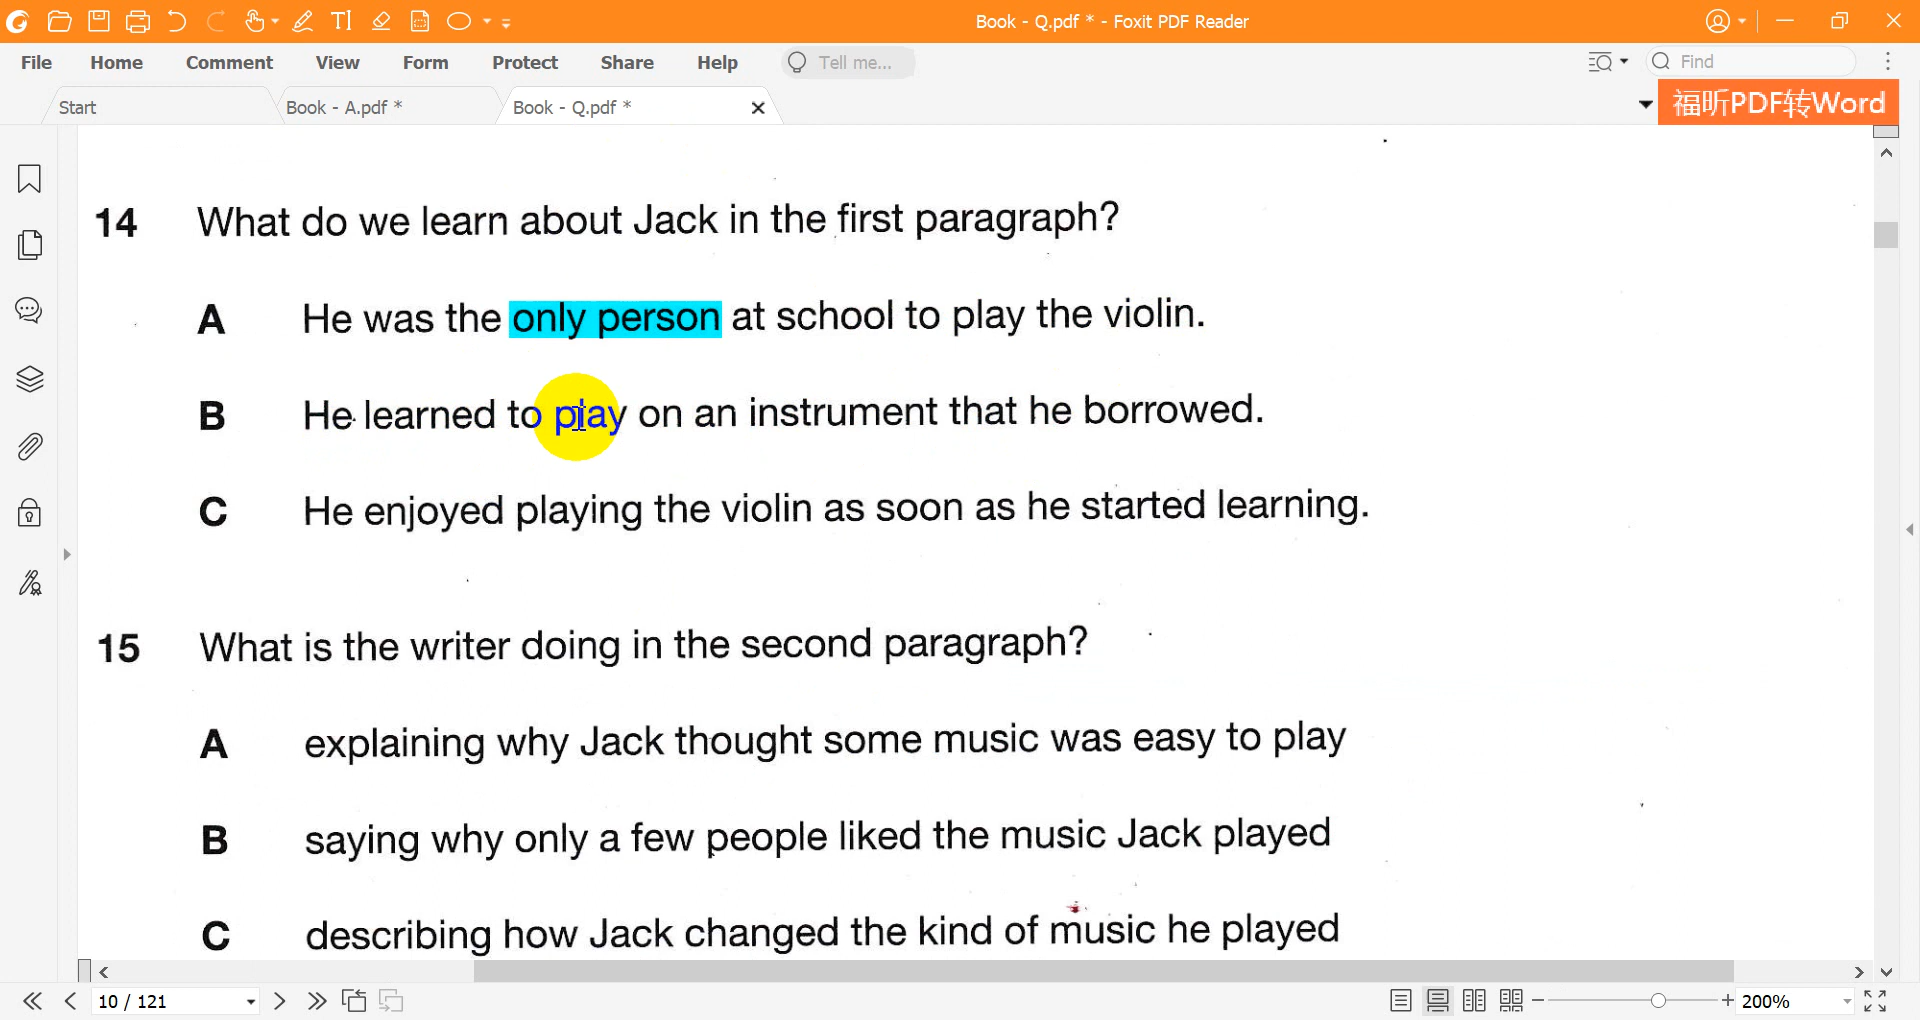 Book - Q.pdf * - Foxit PDF Reader
File Home Comment View Form Protect Share Help Tell me... Find
Start Book - A.pdf * Book - Q.pdf * 福昕PDF转Word
14 What do we learn about Jack in the first paragraph?
A He was the only person at school to play the violin.
B He learned to play on an instrument that he borrowed.
C He enjoyed playing the violin as soon as he started learning.
15 What is the writer doing in the second paragraph?
A explaining why Jack thought some music was easy to play
B saying why only a few people liked the music Jack played
C describing how Jack changed the kind of music he played
10 / 121 200%